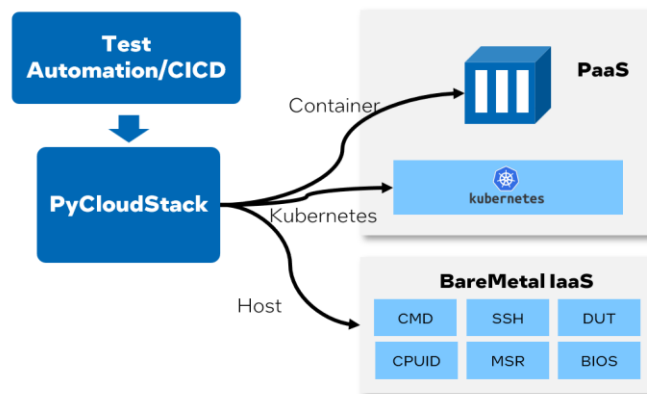 Test
Automation/CICD
PyCloudStack
Container
Kubernetes
Host
PaaS
kubernetes
BareMetal IaaS
CMD
SSH
DUT
CPUID
MSR
BIOS